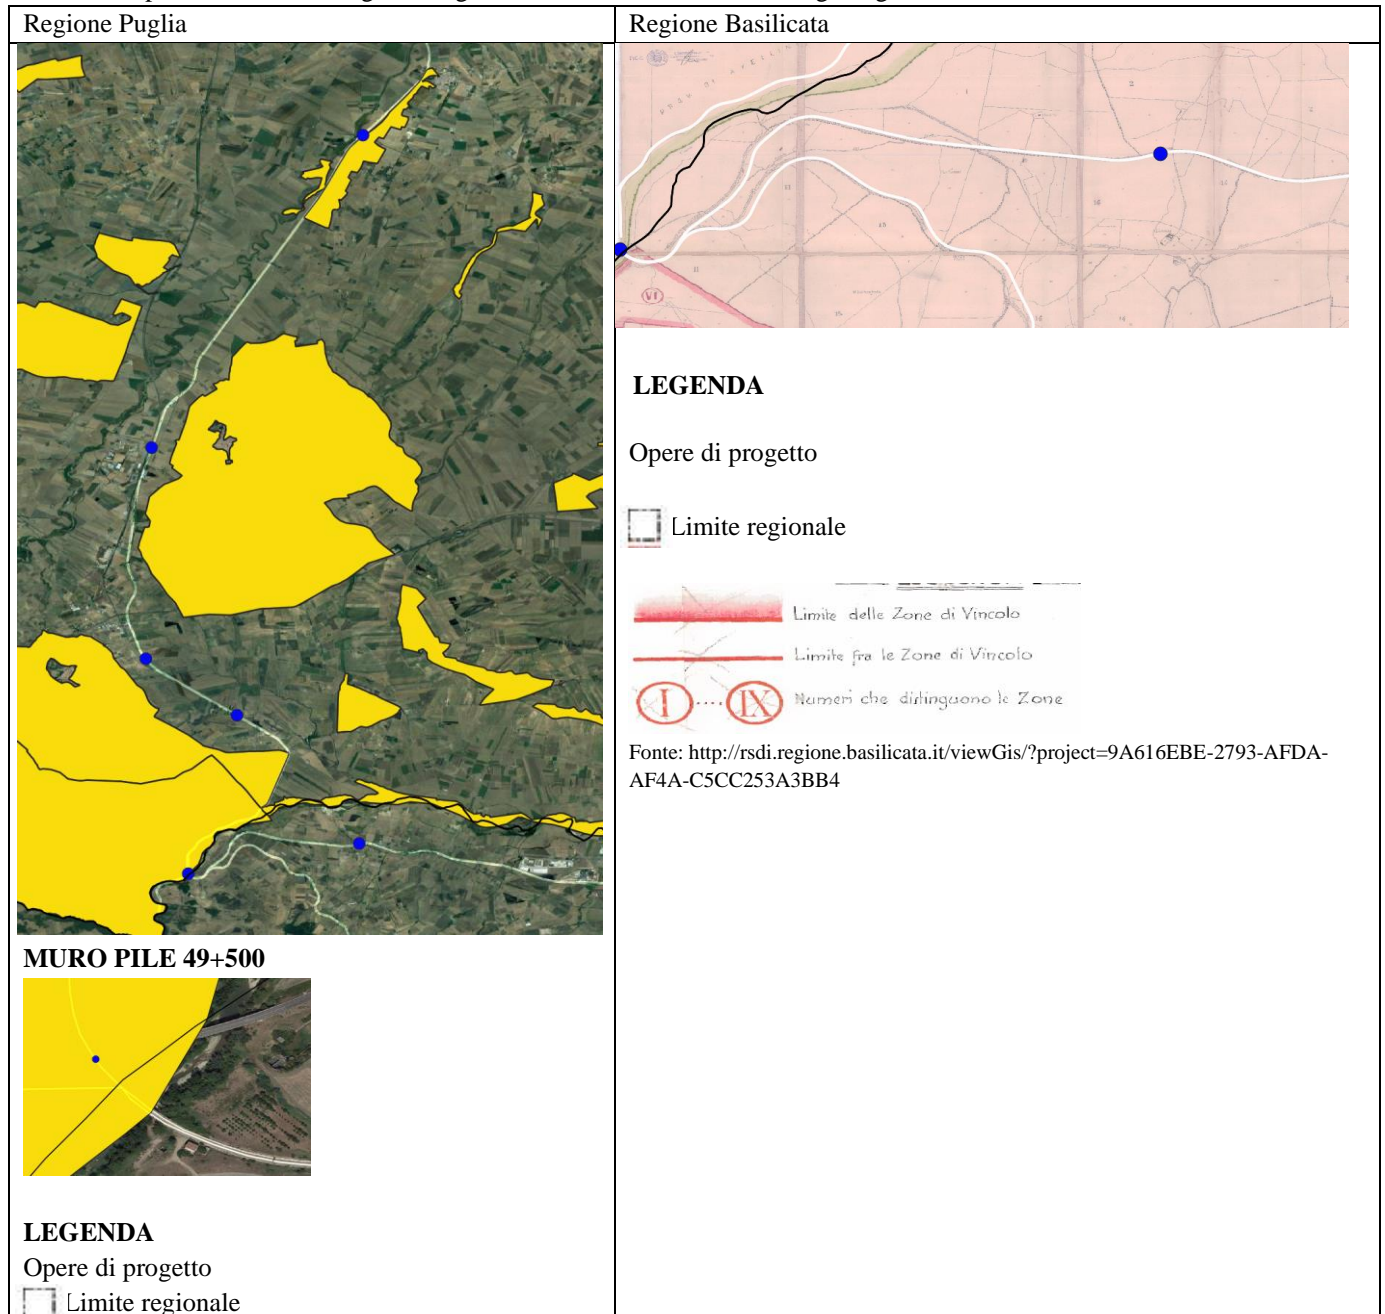 Regione Puglia
Regione Basilicata
MURO PILE 49+500
LEGENDA
Opere di progetto
Limite regionale
LEGENDA
Opere di progetto
Limite regionale
Limite delle Zone di Vincolo
Limite fra le Zone di Vincolo
I .... IX Numeri che distinguono le Zone
Fonte: http://rsdi.regione.basilicata.it/viewGis/?project=9A616EBE-2793-AFDA-
AF4A-C5CC253A3BB4
VI